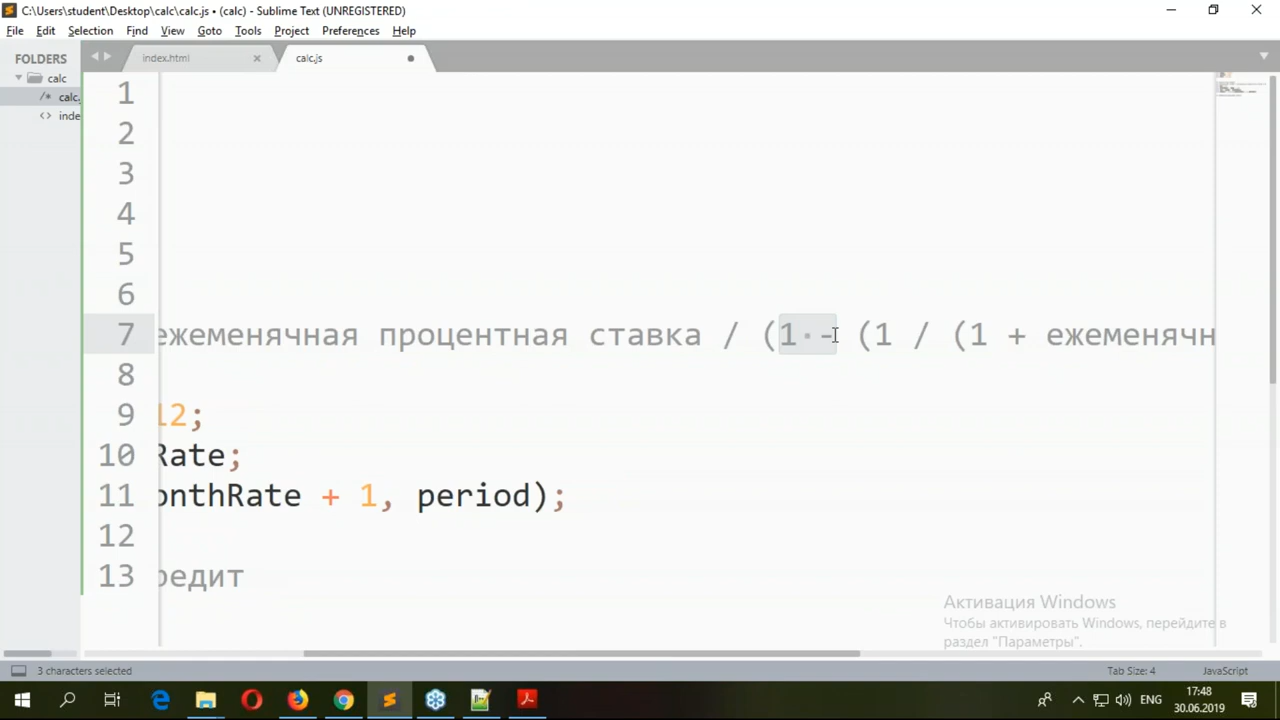 C:\Users\student\Desktop\calc\calc.js • (calc) - Sublime Text (UNREGISTERED)
File Edit Selection Find View Goto Tools Project Preferences Help
FOLDERS
calc
/* calc.
<> inde
index.html ×
calc.js
1
2
3
4
5
6
7 ежеменячная процентная ставка / (1 - (1 / (1 + ежеменячн
8
9 12;
10 Rate;
11 onthRate + 1, period);
12
13 редит
Активация Windows
Чтобы активировать Windows, перейдите в
раздел "Параметры".
3 characters selected
Tab Size: 4
JavaScript
ENG
17:48
30.06.2019